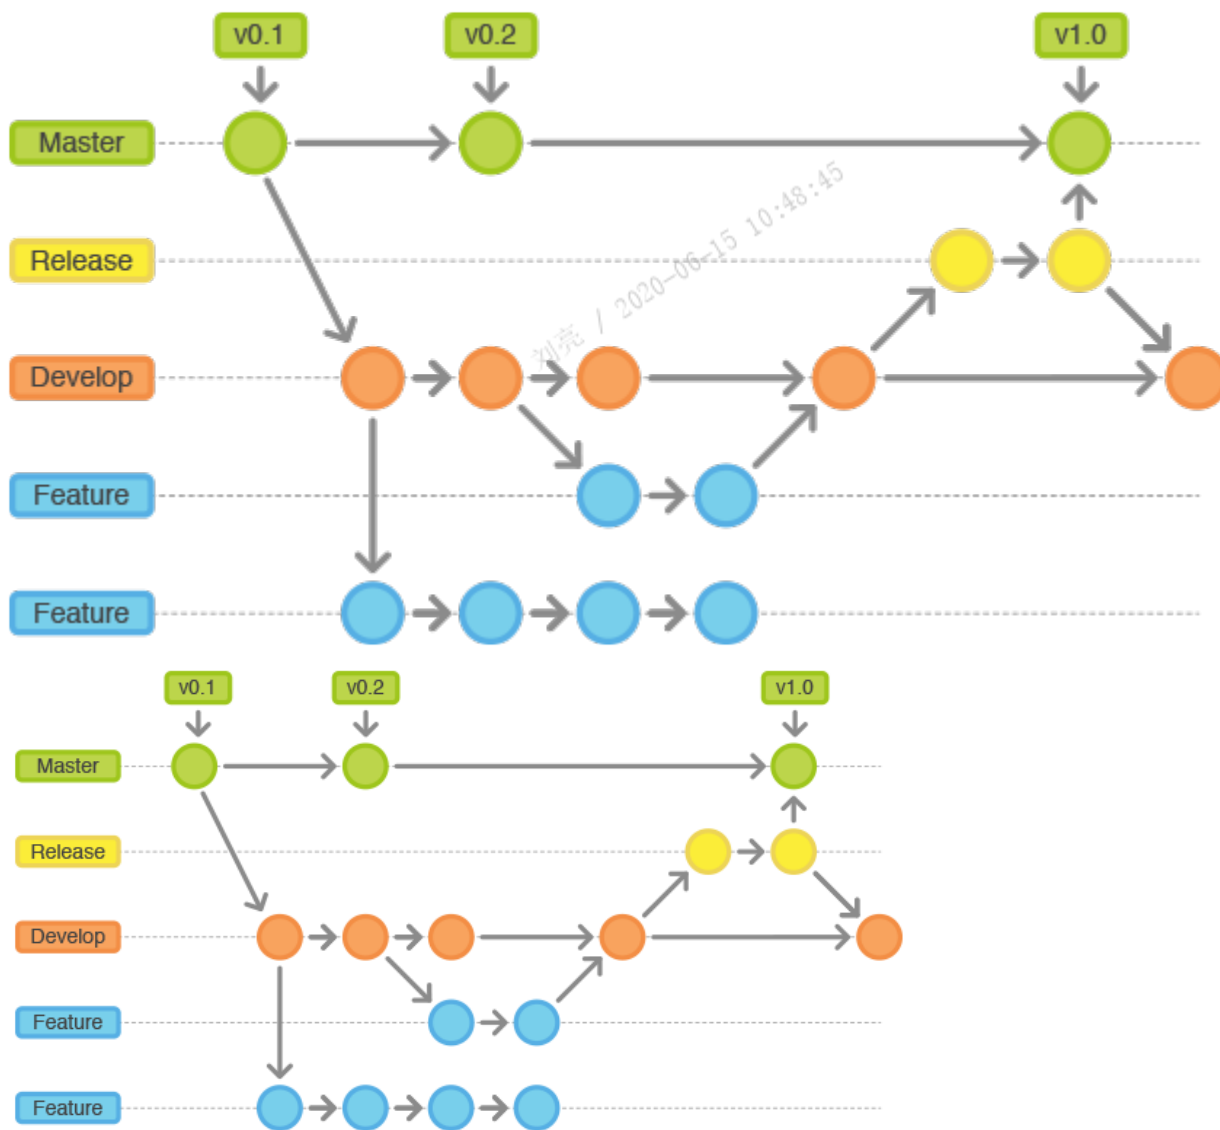 v0.1 v0.2 v1.0
Master
Release
刘亮 / 2020-06-15 10:48:45
Develop
Feature
Feature
v0.1 v0.2 v1.0
Master
Release
Develop
Feature
Feature